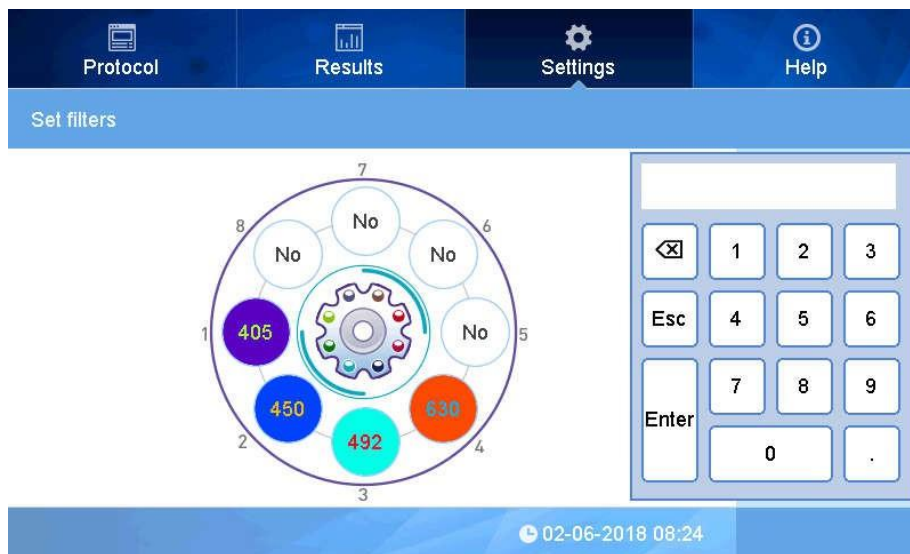 Protocol Results Settings Help
Set filters
7
8 No 6
No No
1 405 No 5
450 630
2 492 4
3
1 2 3
Esc 4 5 6
7 8 9
Enter
0 .
02-06-2018 08:24